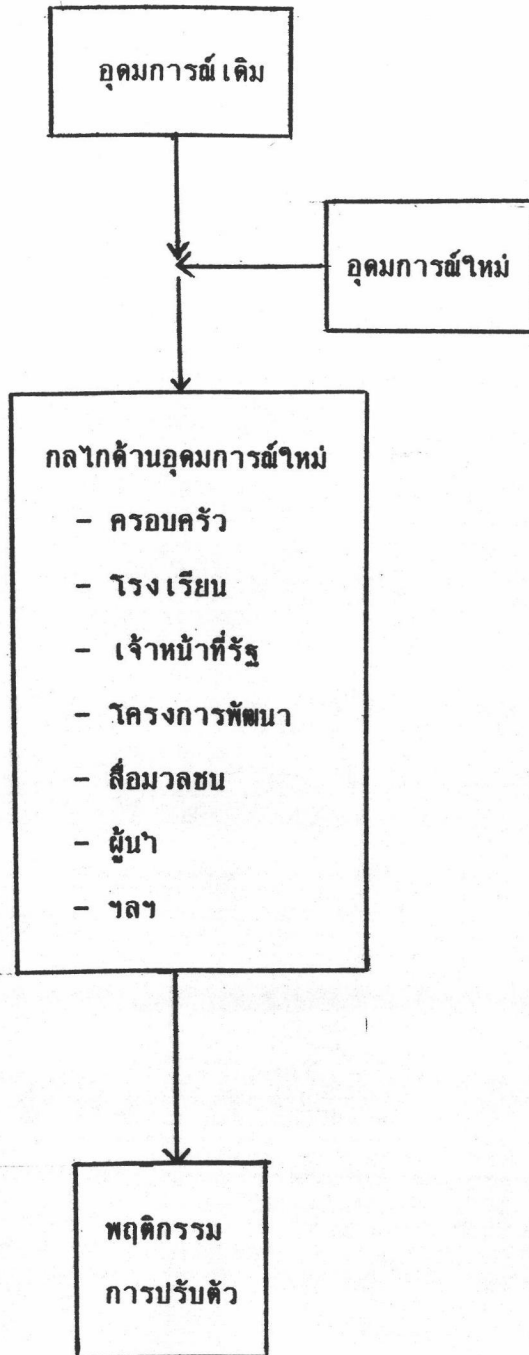 อุดมการณ์เดิม
อุดมการณ์ใหม่
กลไกด้านอุดมการณ์ใหม่
- ครอบครัว
- โรงเรียน
- เจ้าหน้าที่รัฐ
- โครงการพัฒนา
- สื่อมวลชน
- ผู้นำ
- ฯลฯ
พฤติกรรม
การปรับตัว